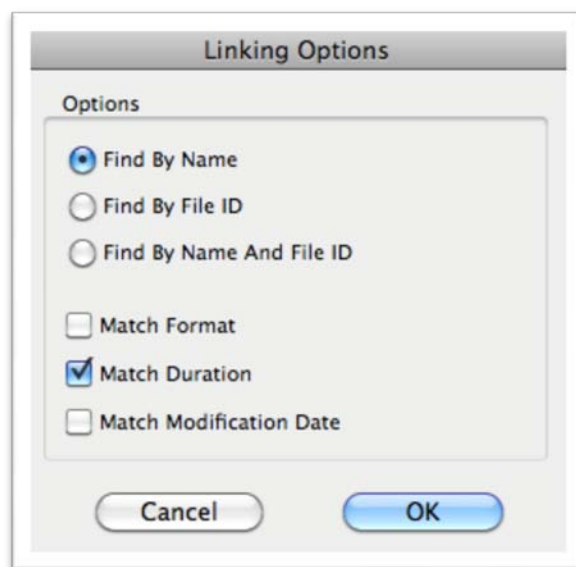 Linking Options
Options
Find By Name
Find By File ID
Find By Name And File ID
Match Format
Match Duration
Match Modification Date
Cancel OK